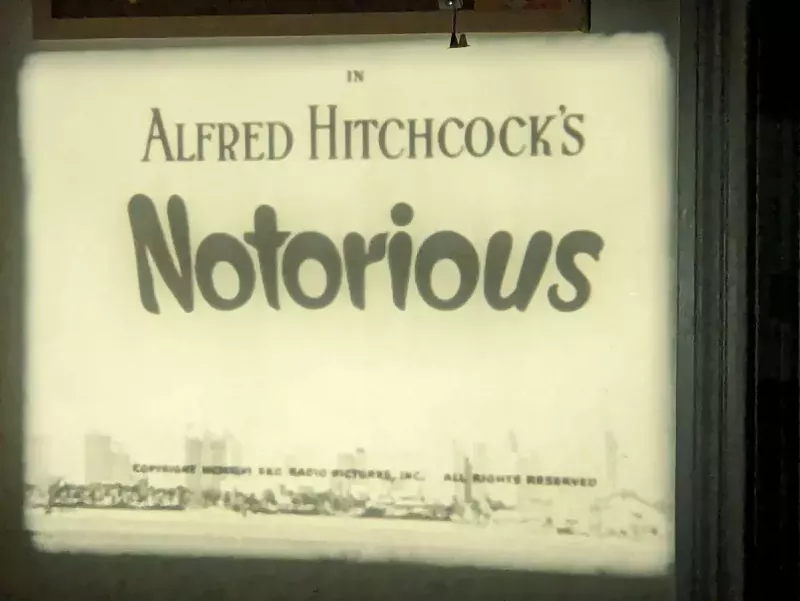 IN
ALFRED HITCHCOCK'S
Notorious
COPYRIGHT RADIO PICTURES, INC. ALL RIGHTS RESERVED